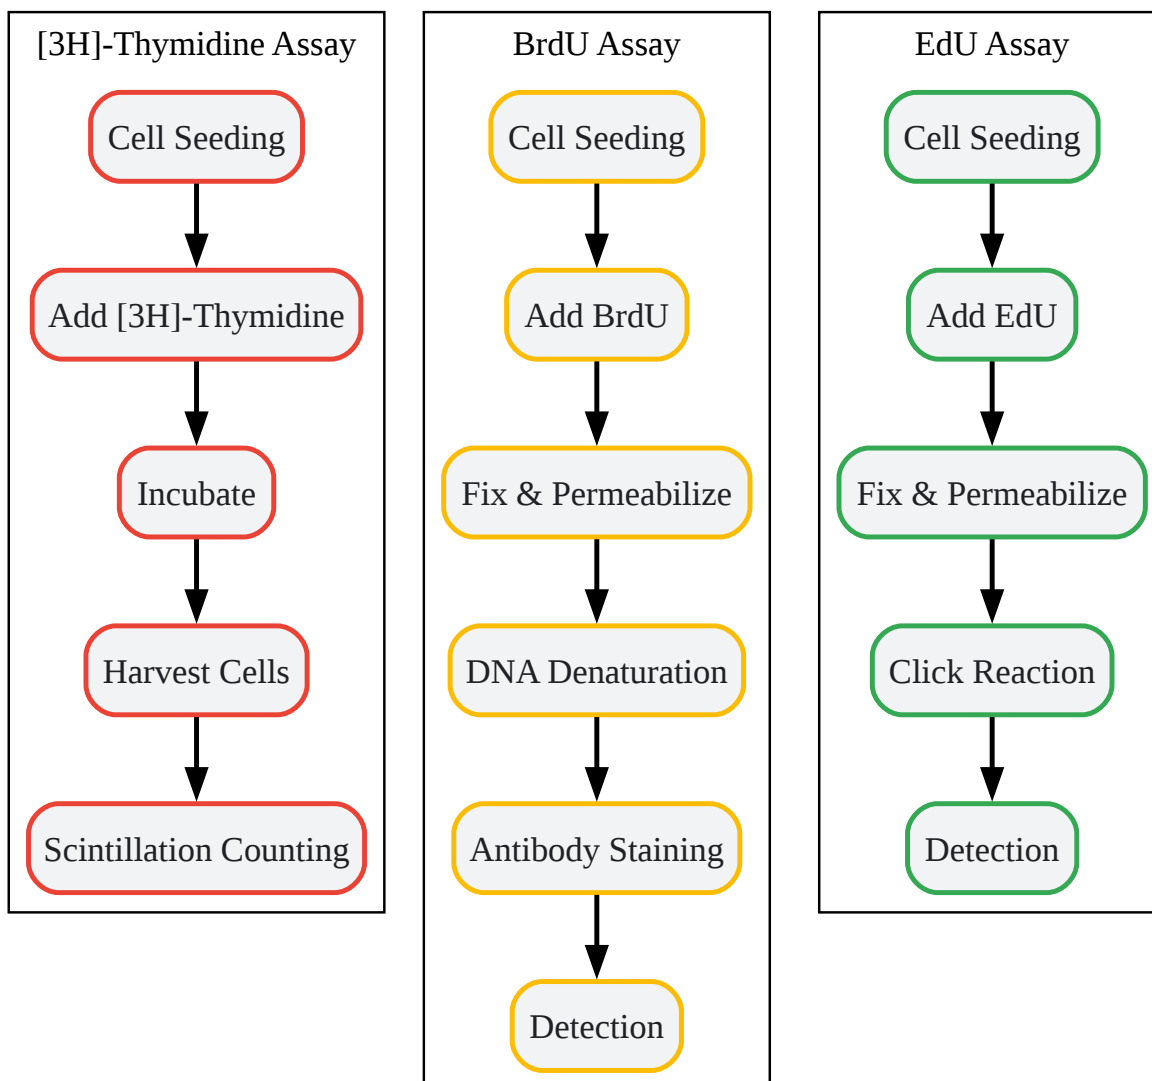 [3H]-Thymidine Assay
Cell Seeding
Add [3H]-Thymidine
Incubate
Harvest Cells
Scintillation Counting
BrdU Assay
Cell Seeding
Add BrdU
Fix & Permeabilize
DNA Denaturation
Antibody Staining
Detection
EdU Assay
Cell Seeding
Add EdU
Fix & Permeabilize
Click Reaction
Detection